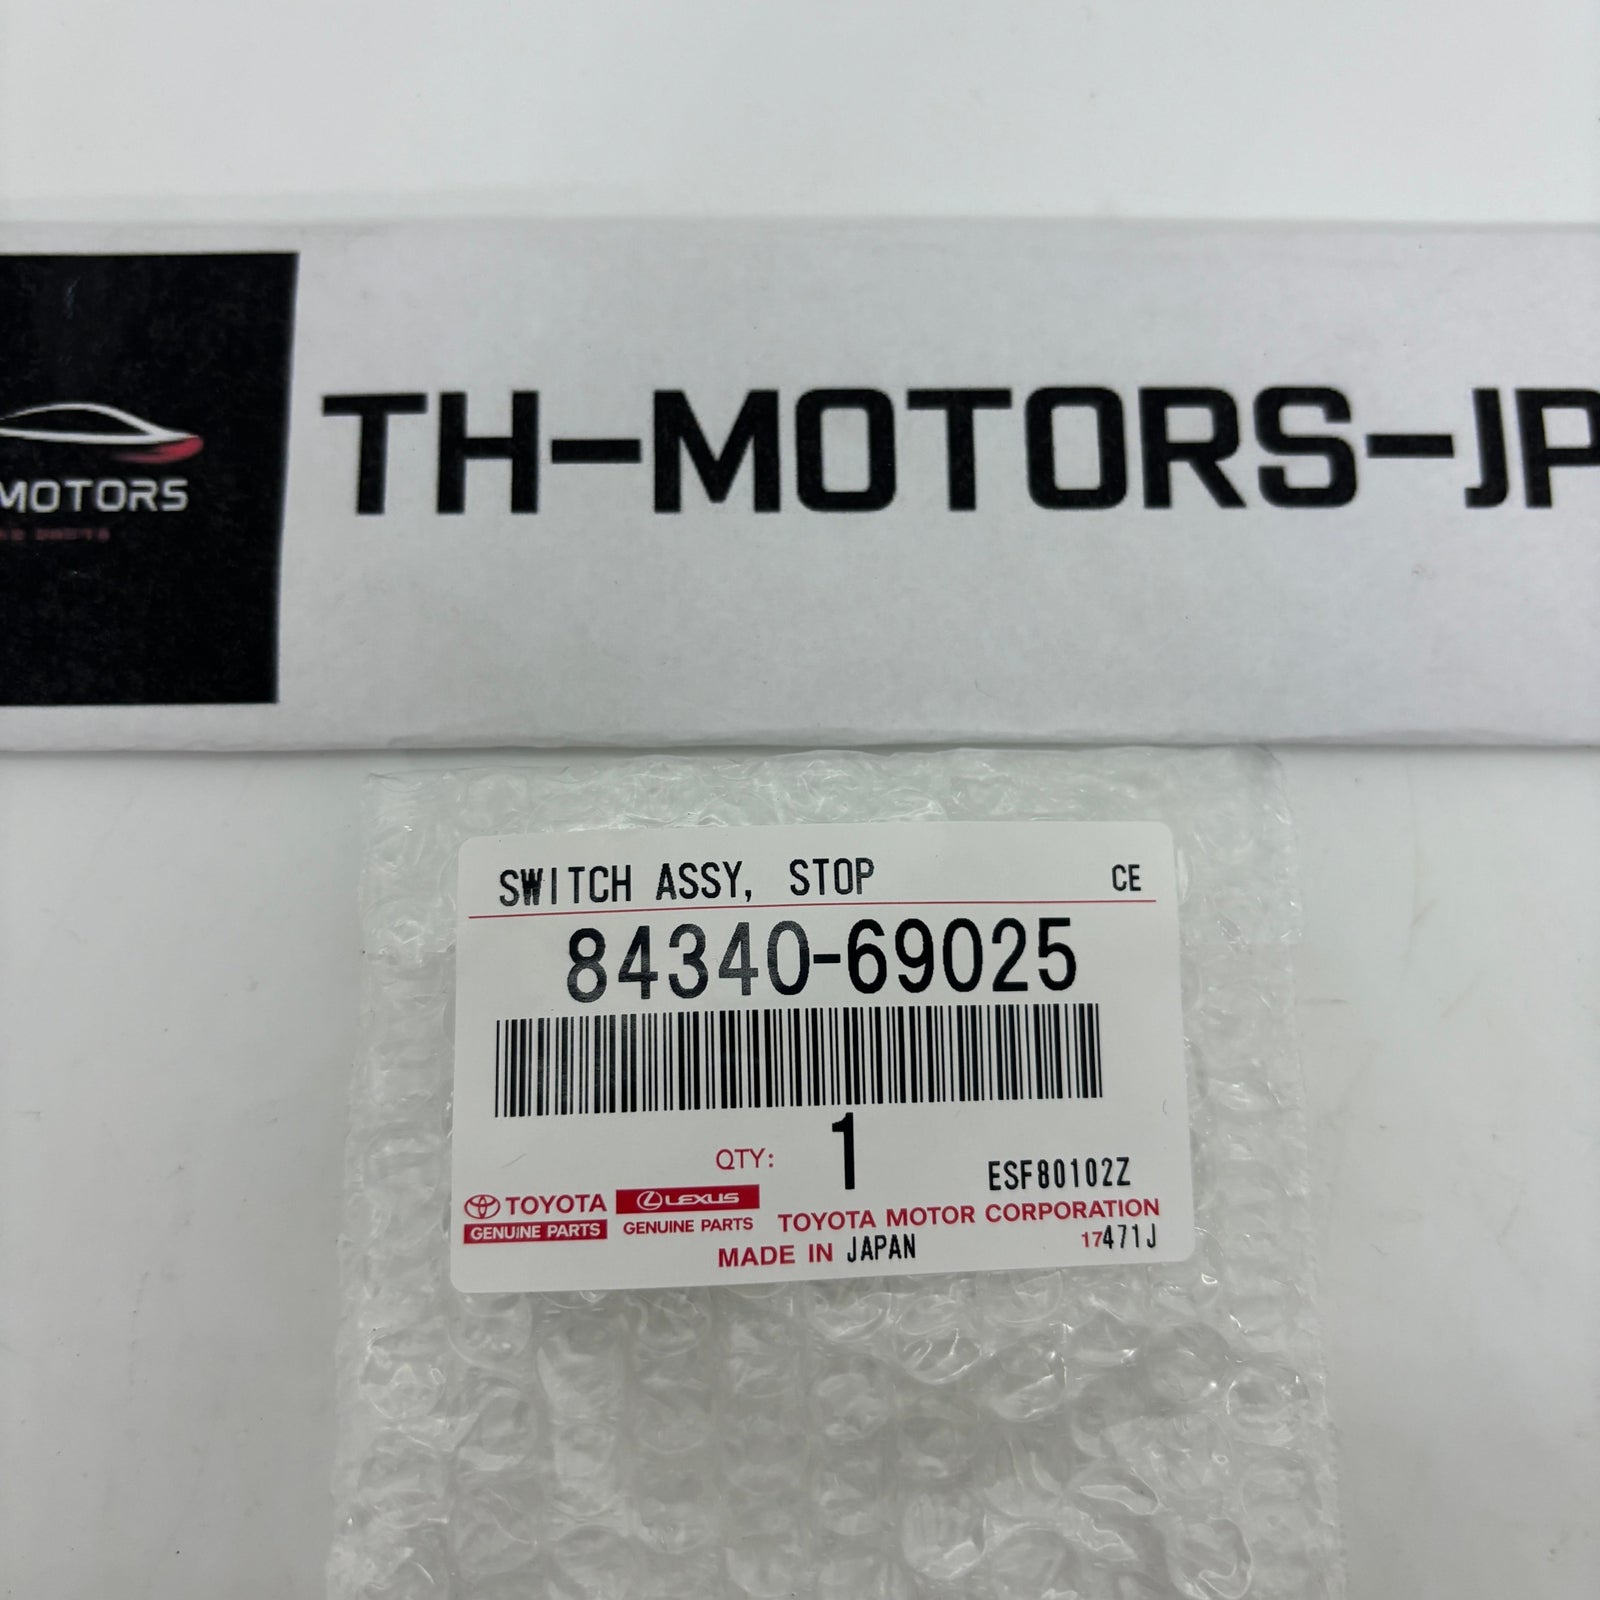 MOTORS
TH-MOTORS-JP
SWITCH ASSY, STOP CE
84340-69025
QTY: 1
ESF80102Z
TOYOTA
GENUINE PARTS
LEXUS
GENUINE PARTS
TOYOTA MOTOR CORPORATION
MADE IN JAPAN
17471J